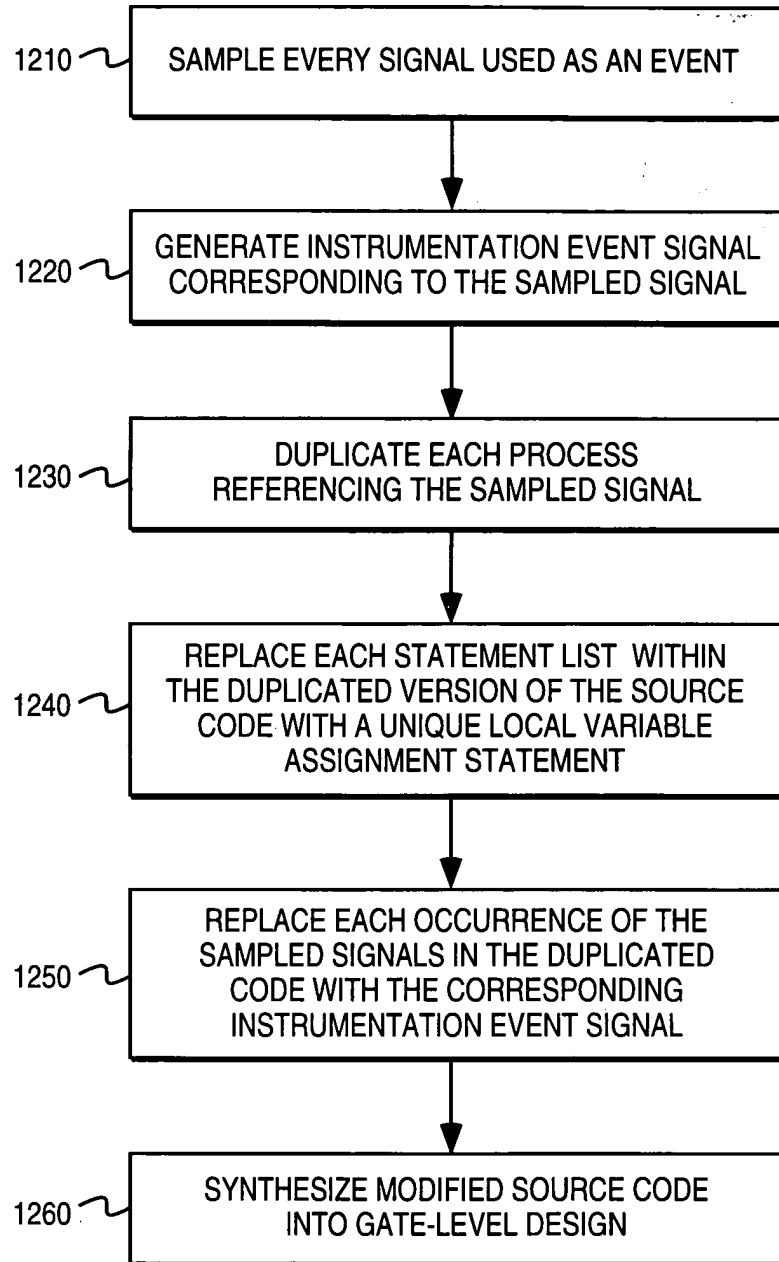 1210
SAMPLE EVERY SIGNAL USED AS AN EVENT
1220
GENERATE INSTRUMENTATION EVENT SIGNAL
CORRESPONDING TO THE SAMPLED SIGNAL
1230
DUPLICATE EACH PROCESS
REFERENCING THE SAMPLED SIGNAL
1240
REPLACE EACH STATEMENT LIST WITHIN
THE DUPLICATED VERSION OF THE SOURCE
CODE WITH A UNIQUE LOCAL VARIABLE
ASSIGNMENT STATEMENT
1250
REPLACE EACH OCCURRENCE OF THE
SAMPLED SIGNALS IN THE DUPLICATED
CODE WITH THE CORRESPONDING
INSTRUMENTATION EVENT SIGNAL
1260
SYNTHESIZE MODIFIED SOURCE CODE
INTO GATE-LEVEL DESIGN